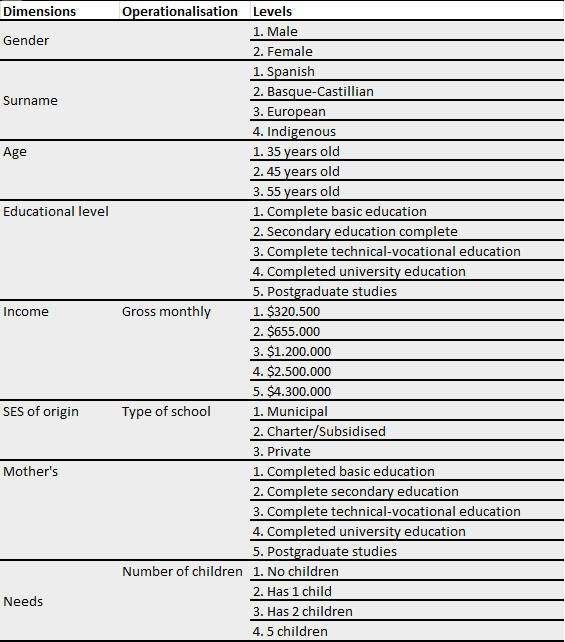 Dimensions Operationalisation Levels
Gender 1. Male
2. Female
Surname 1. Spanish
2. Basque-Castillian
3. European
4. Indigenous
Age 1. 35 years old
2. 45 years old
3. 55 years old
Educational level 1. Complete basic education
2. Secondary education complete
3. Complete technical-vocational education
4. Completed university education
5. Postgraduate studies
Income Gross monthly 1. $320.500
2. $655.000
3. $1.200.000
4. $2.500.000
5. $4.300.000
SES of origin Type of school 1. Municipal
2. Charter/Subsidised
3. Private
Mother's 1. Completed basic education
2. Complete secondary education
3. Complete technical-vocational education
4. Completed university education
5. Postgraduate studies
Needs Number of children 1. No children
2. Has 1 child
3. Has 2 children
4. 5 children